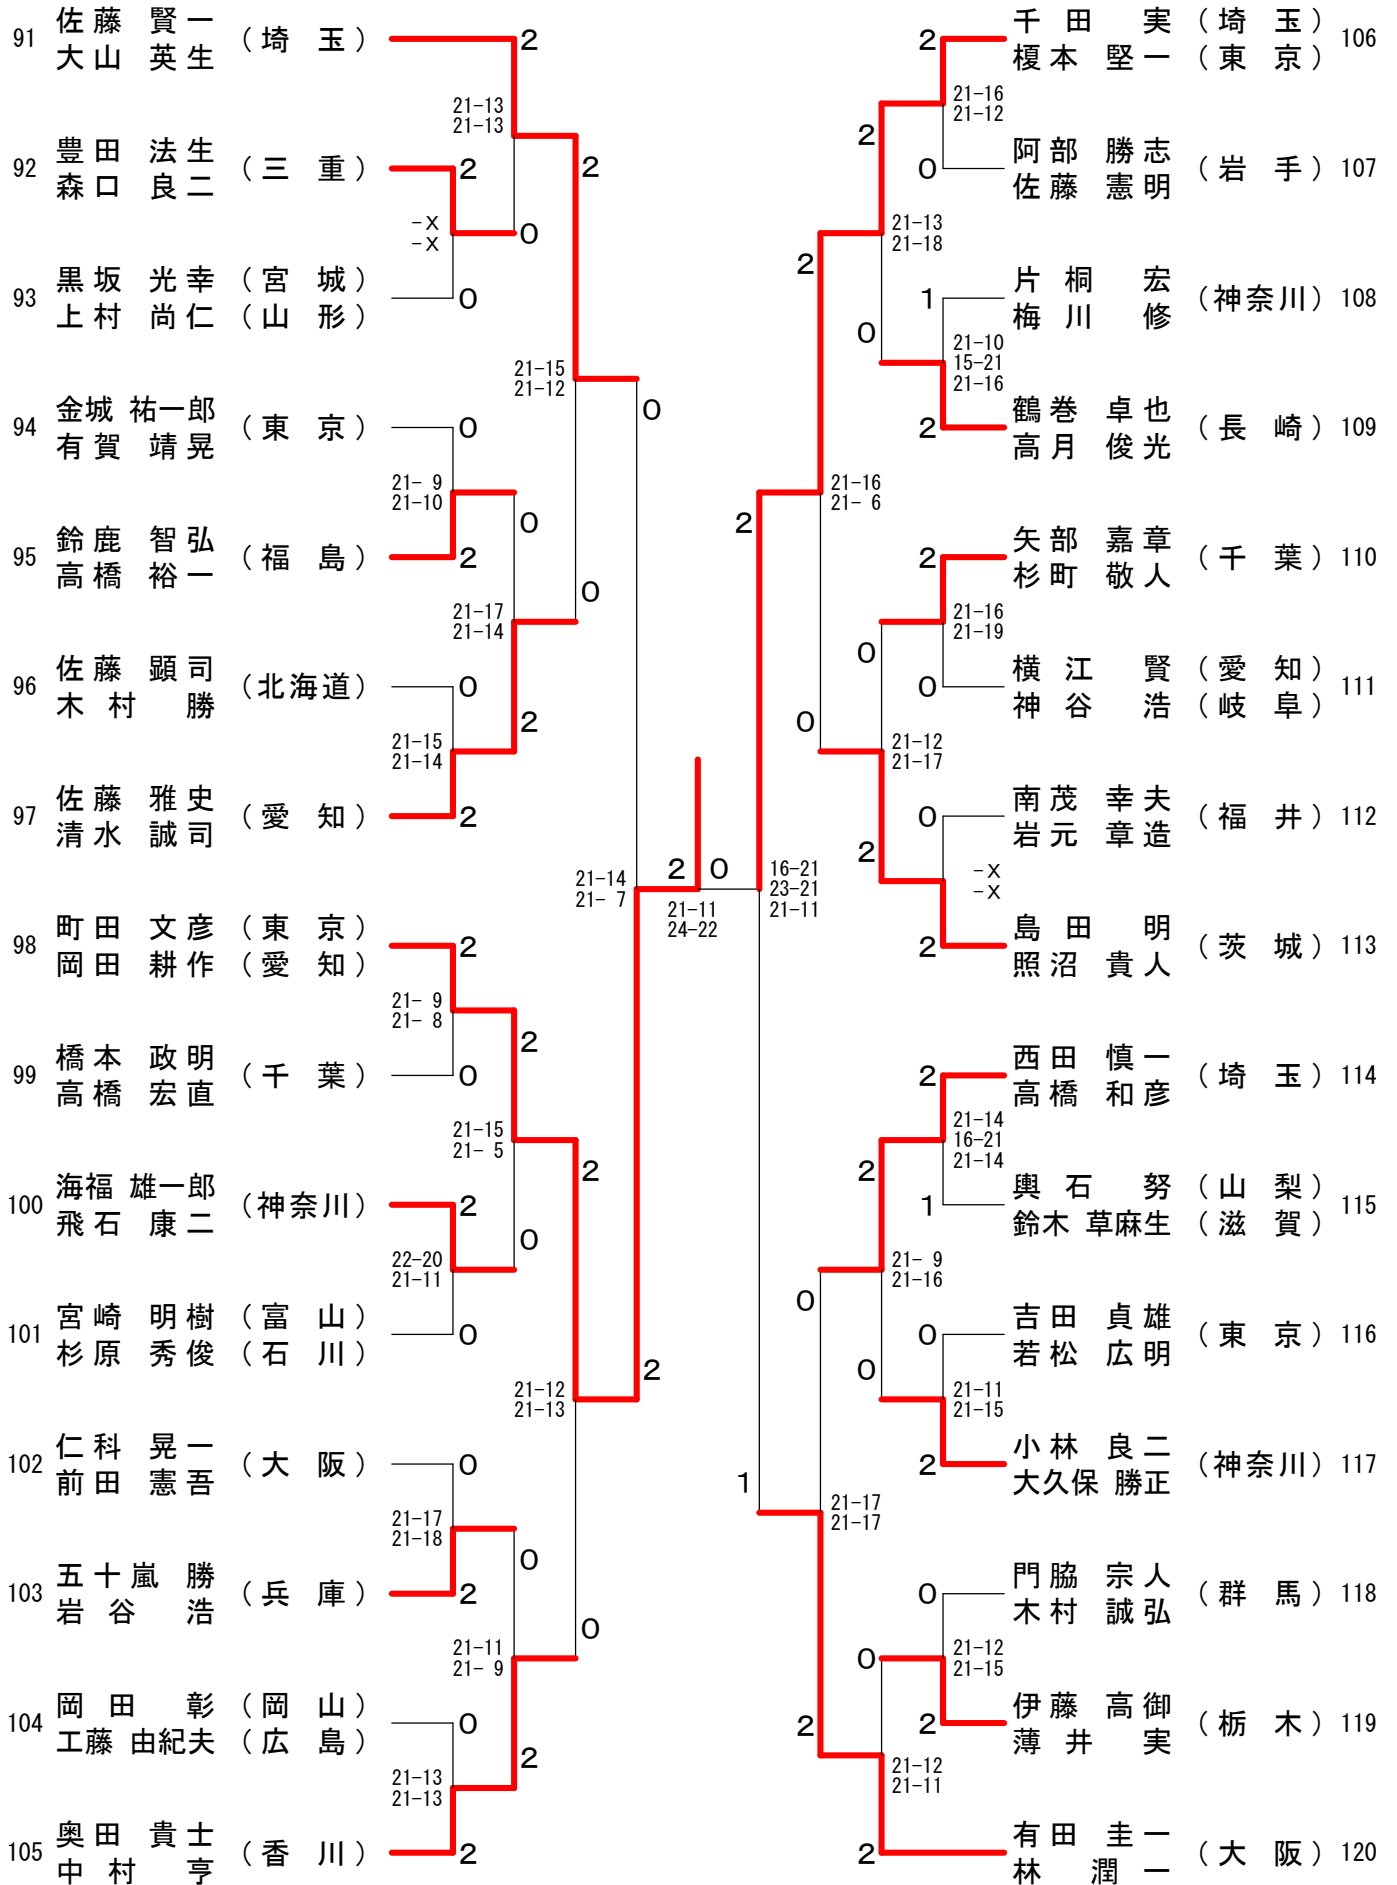 91 佐藤 賢一 (埼 玉) 2
大山 英生
21-13
21-13
92 豊田 法生 (三 重) 2 2
森口 良二
-X
-X
0
93 黒坂 光幸 (宮 城) 0
上村 尚仁 (山 形)
21-15
21-12
0
94 金城 祐一郎 (東 京) 0
有賀 靖晃
21- 9
21-10
0
95 鈴鹿 智弘 (福 島) 2
高橋 裕一
0
21-17
21-14
96 佐藤 顕司 (北海道) 0
木村 勝
2
21-15
21-14
97 佐藤 雅史 (愛 知) 2
清水 誠司
21-14
21- 7
2 0
21-11
24-22
98 町田 文彦 (東 京) 2
岡田 耕作 (愛 知)
21- 9
21- 8
2
99 橋本 政明 (千 葉) 0
高橋 宏直
21-15
21- 5
2
100 海福 雄一郎 (神奈川) 2
飛石 康二
0
22-20
21-11
101 宮崎 明樹 (富 山) 0
杉原 秀俊 (石 川)
2
21-12
21-13
102 仁科 晃一 (大 阪) 0
前田 憲吾
21-17
21-18
0
103 五十嵐 勝 (兵 庫) 2
岩谷 浩
0
21-11
21- 9
104 岡田 彰 (岡 山) 0
工藤 由紀夫 (広 島)
2
21-13
21-13
105 奥田 貴士 (香 川) 2
中村 亨
2 千田 実 (埼 玉) 106
榎本 堅一 (東 京)
21-16
21-12
2
0 阿部 勝志 (岩 手) 107
佐藤 憲明
21-13
21-18
2
1 片桐 宏 (神奈川) 108
梅川 修
0
21-10
15-21
21-16
2 鶴巻 卓也 (長 崎) 109
高月 俊光
21-16
21- 6
2
2 矢部 嘉章 (千 葉) 110
杉町 敬人
21-16
21-19
0
0 横江 賢 (愛 知) 111
神谷 浩 (岐 阜)
0
21-12
21-17
0 南茂 幸夫 (福 井) 112
岩元 章造
2
-X
-X
16-21
23-21
21-11
2 島田 明 (茨 城) 113
照沼 貴人
2 西田 慎一 (埼 玉) 114
高橋 和彦
21-14
16-21
21-14
2
1 輿石 努 (山 梨) 115
鈴木 草麻生 (滋 賀)
21- 9
21-16
0
0 吉田 貞雄 (東 京) 116
若松 広明
0
21-11
21-15
2 小林 良二 (神奈川) 117
大久保 勝正
1
21-17
21-17
0 門脇 宗人 (群 馬) 118
木村 誠弘
0
21-12
21-15
2 伊藤 高御 (栃 木) 119
薄井 実
2
21-12
21-11
2 有田 圭一 (大 阪) 120
林 潤一